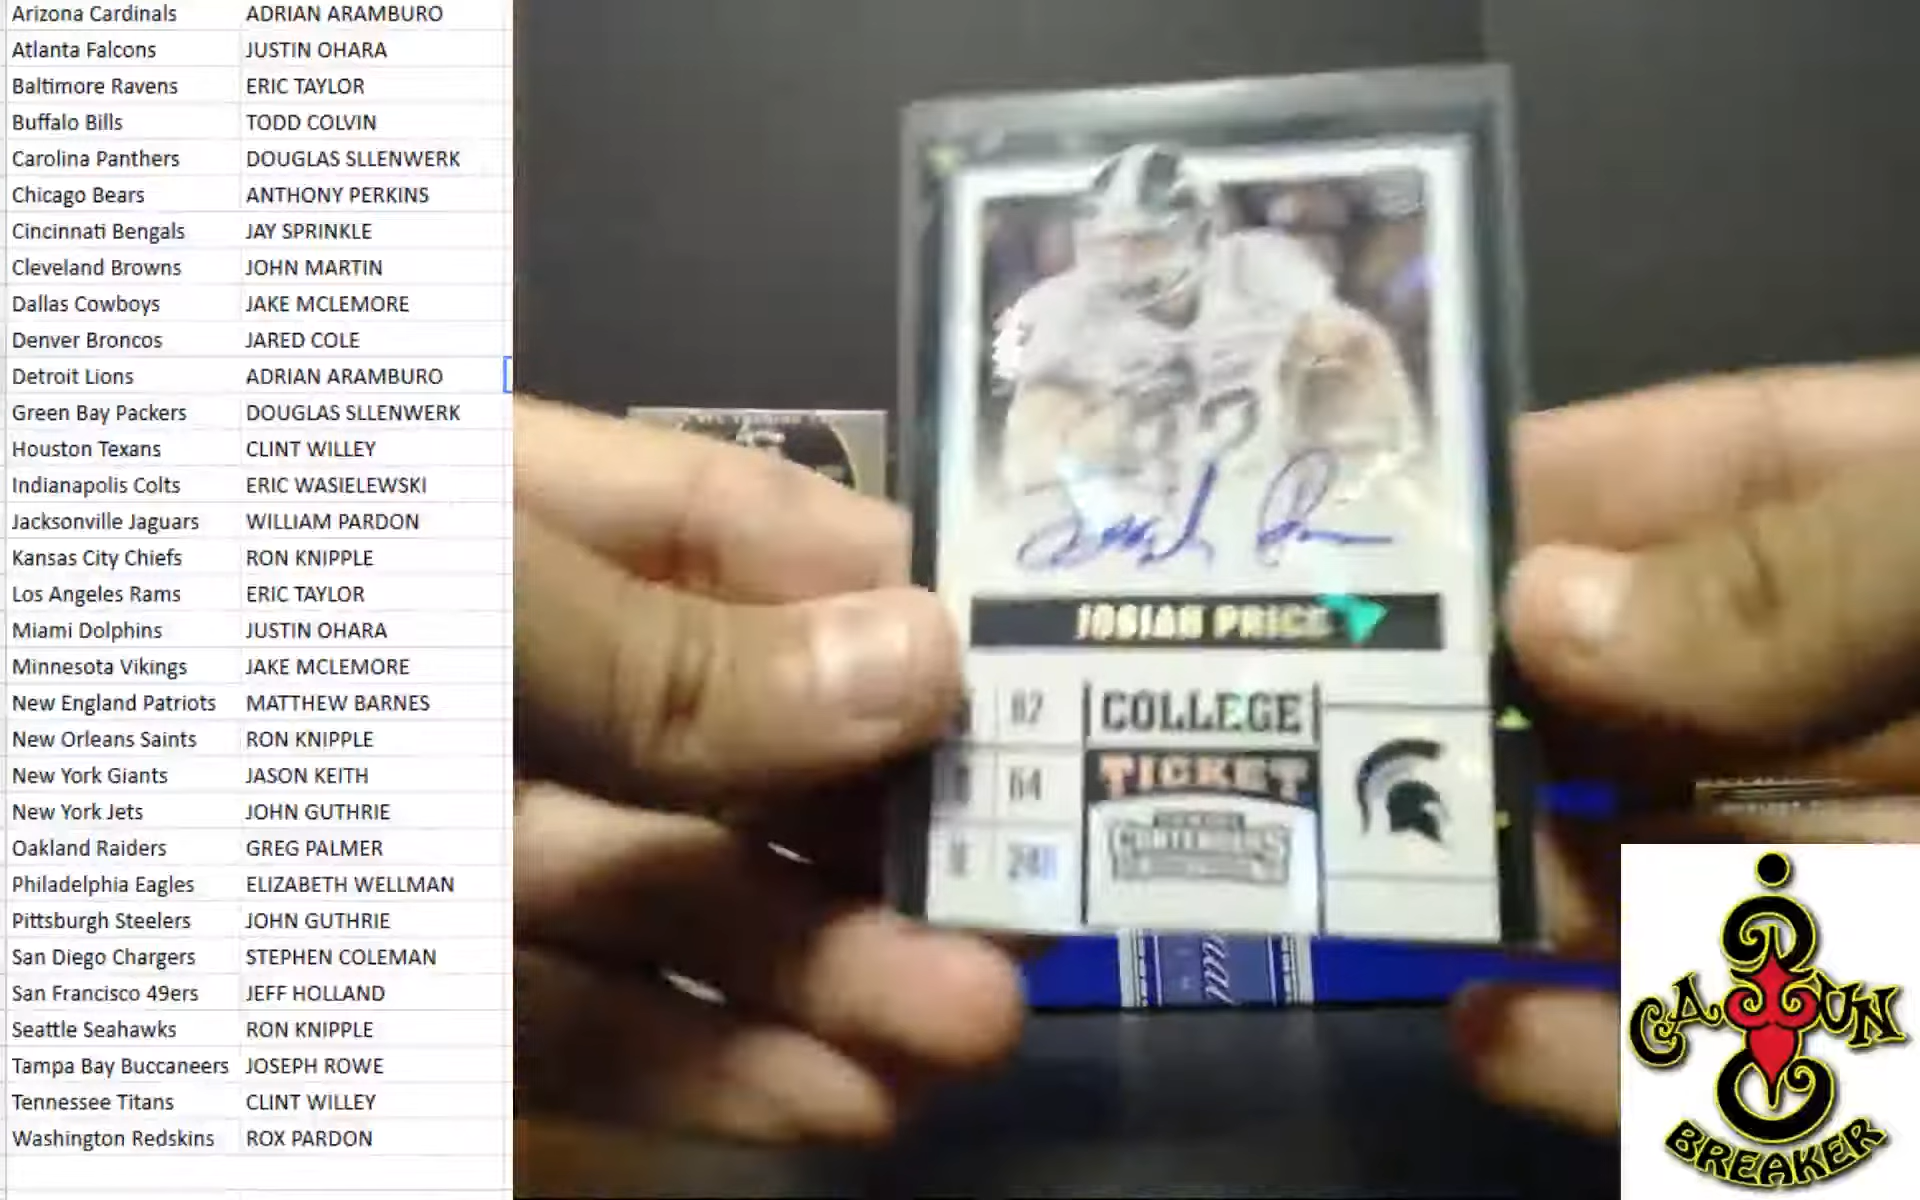 Arizona Cardinals ADRIAN ARAMBURO
Atlanta Falcons JUSTIN OHARA
Baltimore Ravens ERIC TAYLOR
Buffalo Bills TODD COLVIN
Carolina Panthers DOUGLAS SLLENWERK
Chicago Bears ANTHONY PERKINS
Cincinnati Bengals JAY SPRINKLE
Cleveland Browns JOHN MARTIN
Dallas Cowboys JAKE MCLEMORE
Denver Broncos JARED COLE
Detroit Lions ADRIAN ARAMBURO
Green Bay Packers DOUGLAS SLLENWERK
Houston Texans CLINT WILLEY
Indianapolis Colts ERIC WASIELEWSKI
Jacksonville Jaguars WILLIAM PARDON
Kansas City Chiefs RON KNIPPLE
Los Angeles Rams ERIC TAYLOR
Miami Dolphins JUSTIN OHARA
Minnesota Vikings JAKE MCLEMORE
New England Patriots MATTHEW BARNES
New Orleans Saints RON KNIPPLE
New York Giants JASON KEITH
New York Jets JOHN GUTHRIE
Oakland Raiders GREG PALMER
Philadelphia Eagles ELIZABETH WELLMAN
Pittsburgh Steelers JOHN GUTHRIE
San Diego Chargers STEPHEN COLEMAN
San Francisco 49ers JEFF HOLLAND
Seattle Seahawks RON KNIPPLE
Tampa Bay Buccaneers JOSEPH ROWE
Tennessee Titans CLINT WILLEY
Washington Redskins ROX PARDON
JOSIAH PRICE
82
COLLEGE
TICKET
64
CONTENDERS
CAJUN
BREAKER